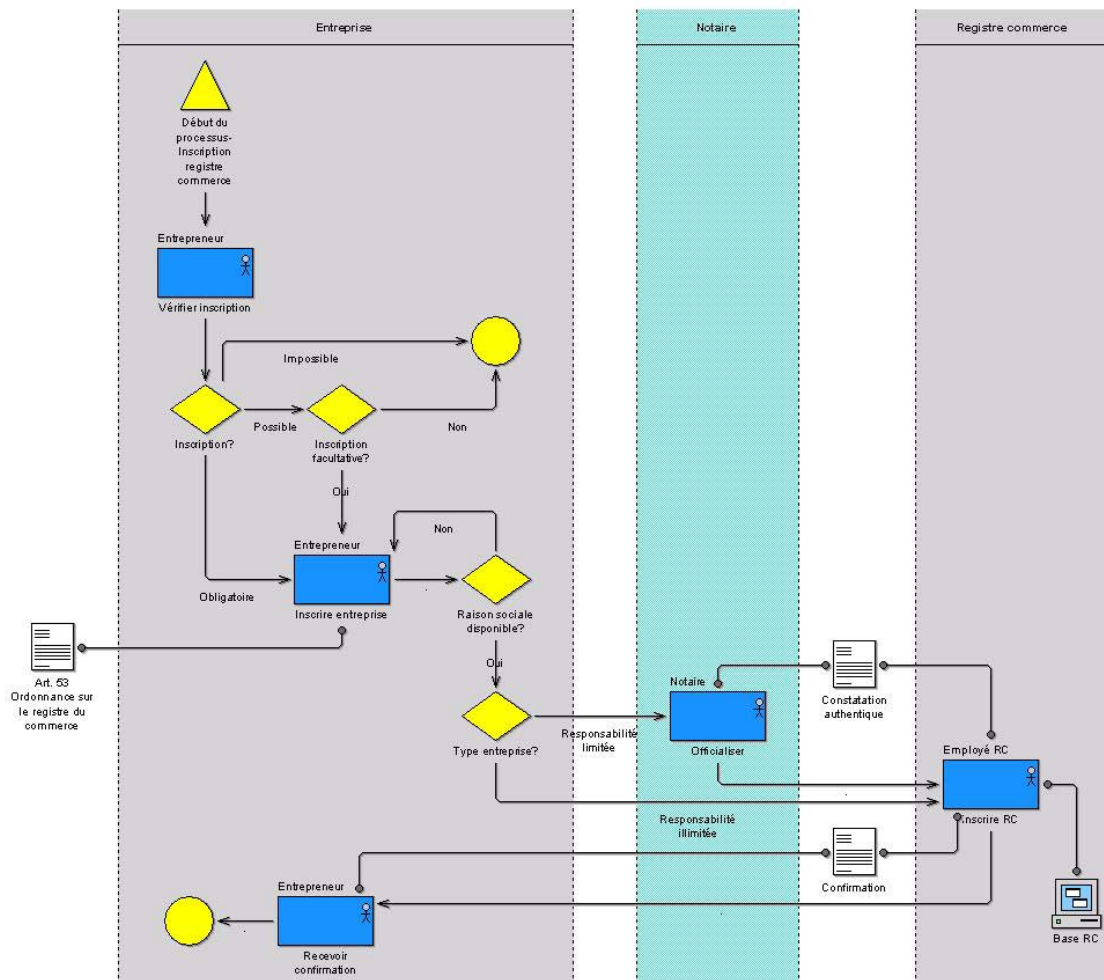 Entreprise
Notaire
Registre commerce
Début du
processus-
Inscription
registre
commerce
Entrepreneur
Vérifier inscription
Impossible
Possible
Non
Inscription?
Inscription
facultative?
Oui
Non
Entrepreneur
Obligatoire
Inscrire entreprise
Raison sociale
disponible?
Art. 53
Ordonnance sur
le registre du
commerce
Oui
Notaire
Constatation
authentique
Type entreprise?
Responsabilité
limitée
Officialiser
Employé RC
Inscrire RC
Responsabilité
illimitée
Confirmation
Entrepreneur
Recevoir
confirmation
Base RC